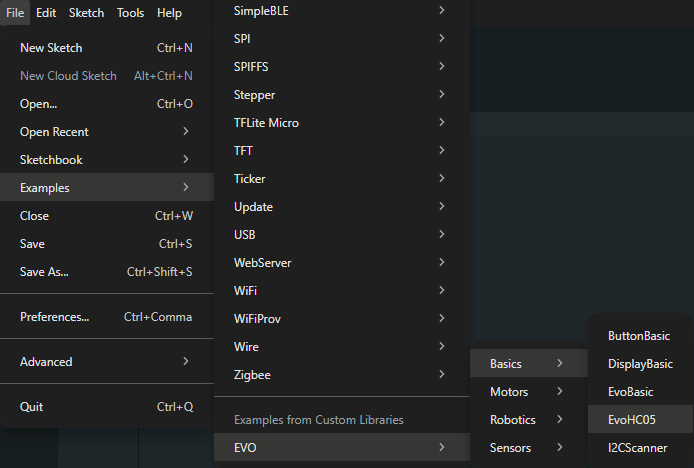 File Edit Sketch Tools Help
New Sketch Ctrl+N
New Cloud Sketch Alt+Ctrl+N
Open... Ctrl+O
Open Recent
Sketchbook
Examples
Close Ctrl+W
Save Ctrl+S
Save As... Ctrl+Shift+S
Preferences... Ctrl+Comma
Advanced
Quit Ctrl+Q
SimpleBLE
SPI
SPIFFS
Stepper
TFLite Micro
TFT
Ticker
Update
USB
WebServer
WiFi
WiFiProv
Wire
Zigbee
Examples from Custom Libraries
EVO
Basics
Motors
Robotics
Sensors
ButtonBasic
DisplayBasic
EvoBasic
EvoHC05
I2CScanner